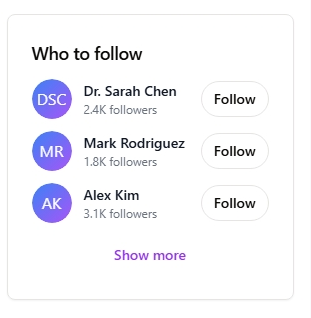 Who to follow
DSC
Dr. Sarah Chen
2.4K followers
Follow
MR
Mark Rodriguez
1.8K followers
Follow
AK
Alex Kim
3.1K followers
Follow
Show more